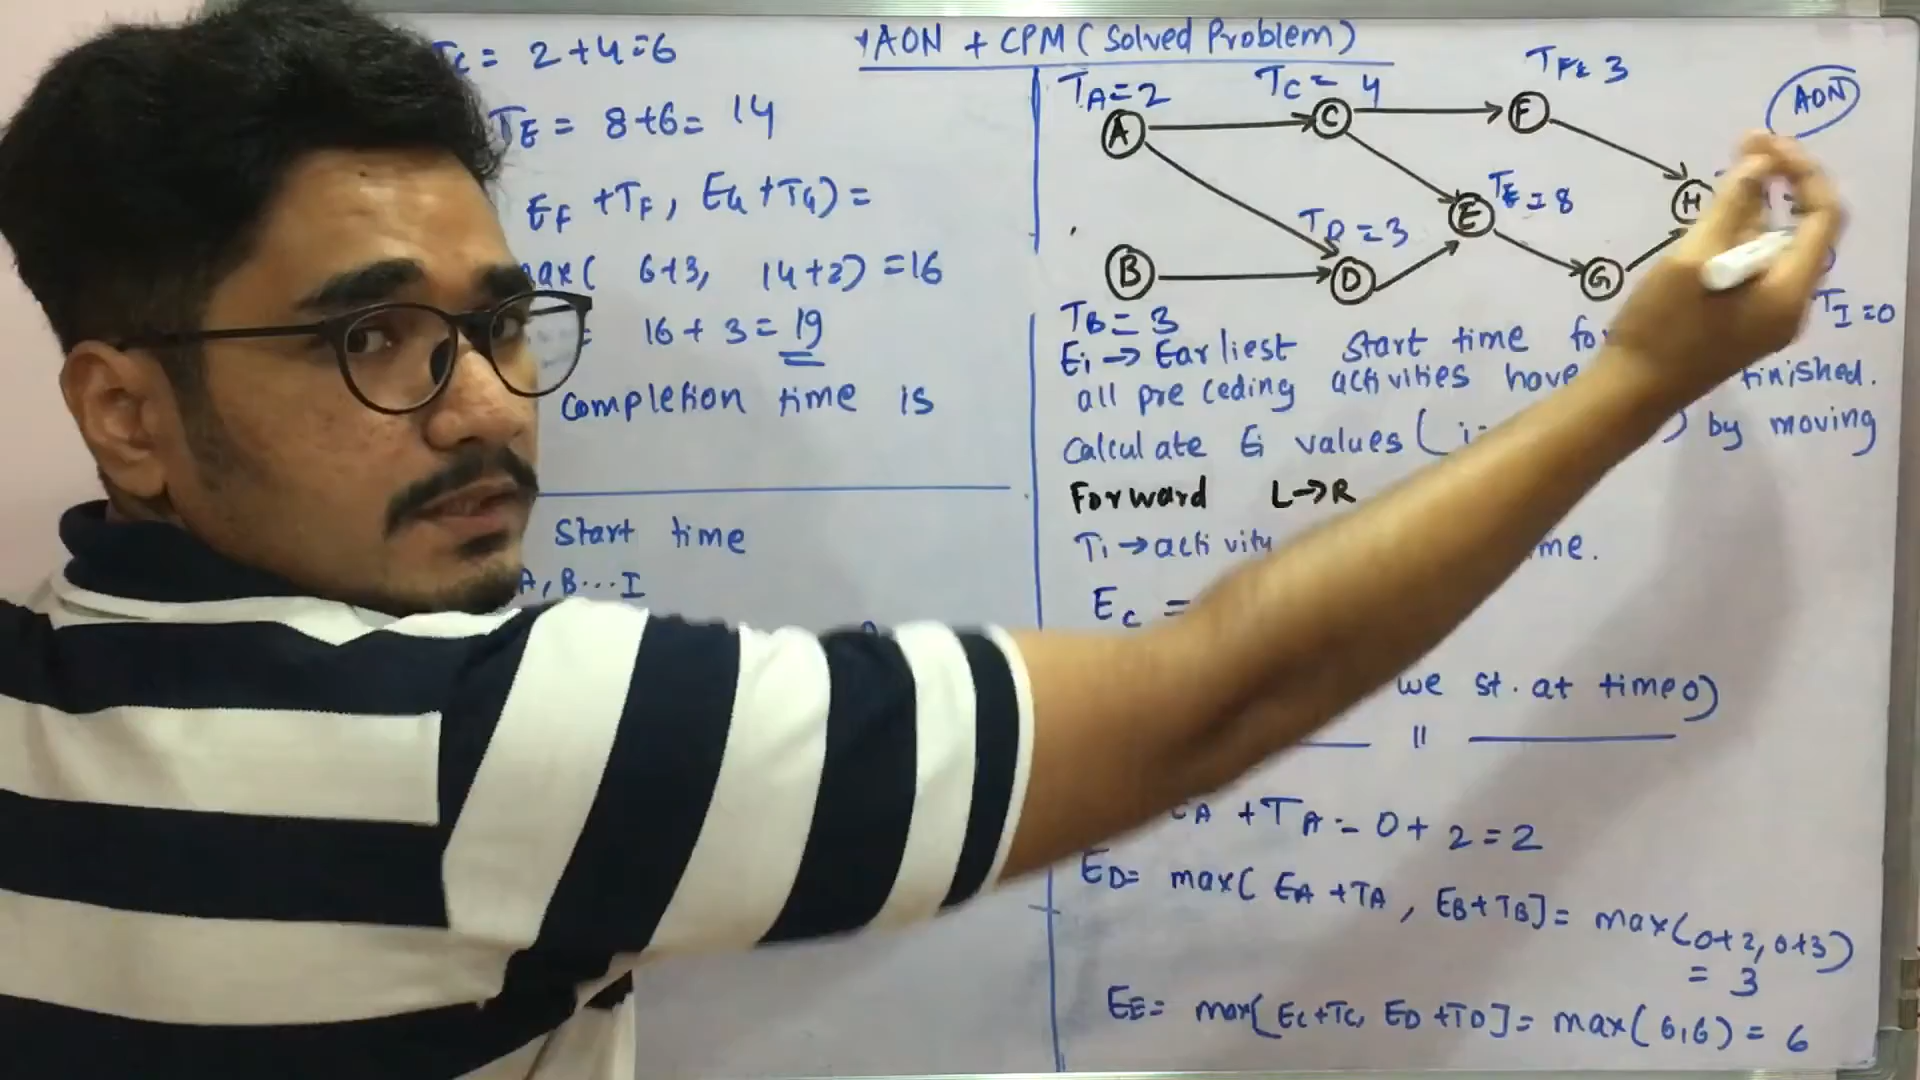 +AON + CPM (Solved Problem)
Tc = 2+4=6
TE = 8+6= 14
EF +TF, EG +TG) =
max( 6+3, 14+2) =16
= 16 + 3 = 19
completion time is
Start time
A, B...I
TA=2
TC= 4
TF= 3
AON
A
C
F
TE=8
H
E
TD=3
B
D
G
TB=3
TI=0
Ei → Earliest start time for
all preceding activities have finished.
calculate Ei values (i= ) by moving
Forward L→R
Ti → activity
Ec =
we st. at time 0)
"
EA +TA = 0+ 2 = 2
ED= max( EA +TA, EB+TB] = max(0+2, 0+3)
= 3
EE= max[ EC+TC, ED +TD] = max(6,6) = 6